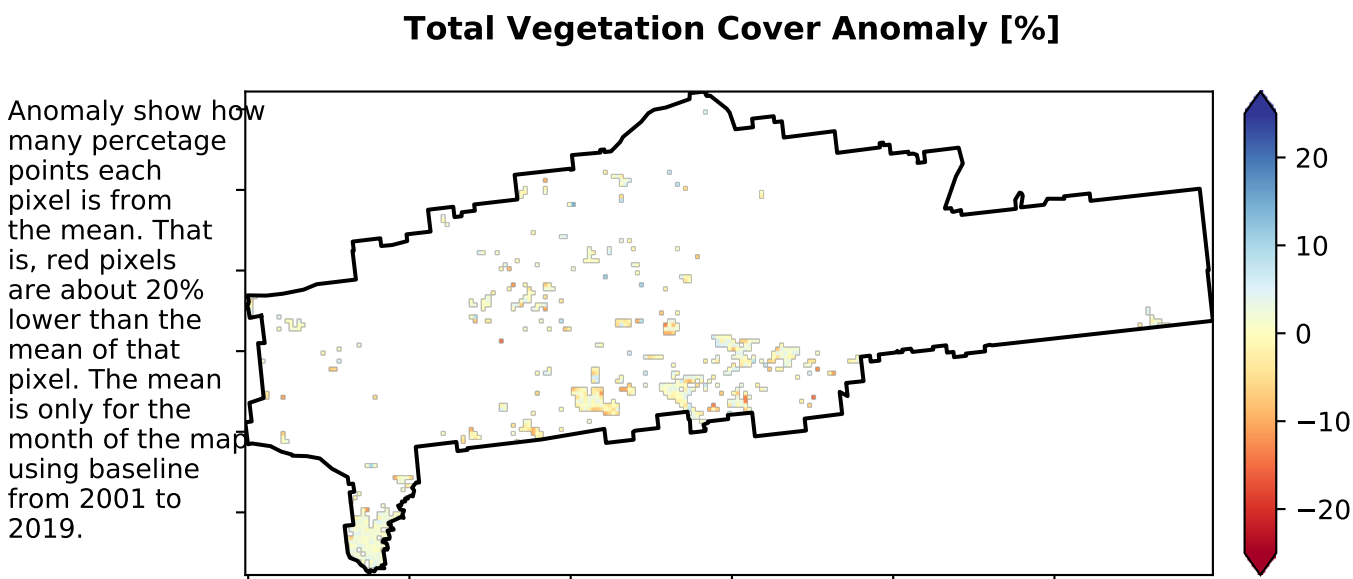 Total Vegetation Cover Anomaly [%]
Anomaly show how
many percetage
points each
pixel is from
the mean. That
is, red pixels
are about 20%
lower than the
mean of that
pixel. The mean
is only for the
month of the map
using baseline
from 2001 to
2019.
20
10
0
−10
−20